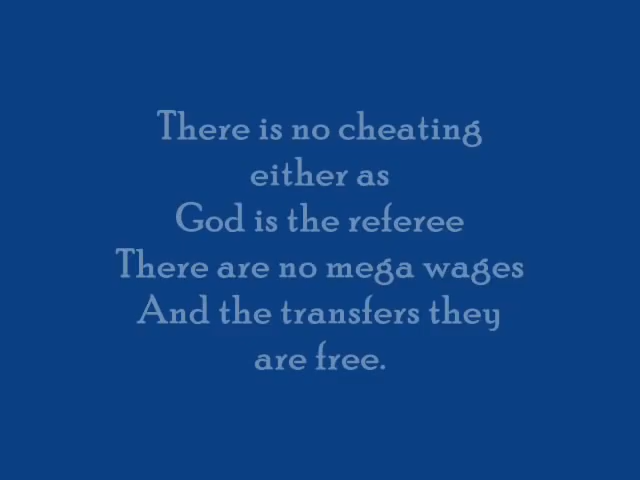 There is no cheating
either as
God is the referee
There are no mega wages
And the transfers they
are free.